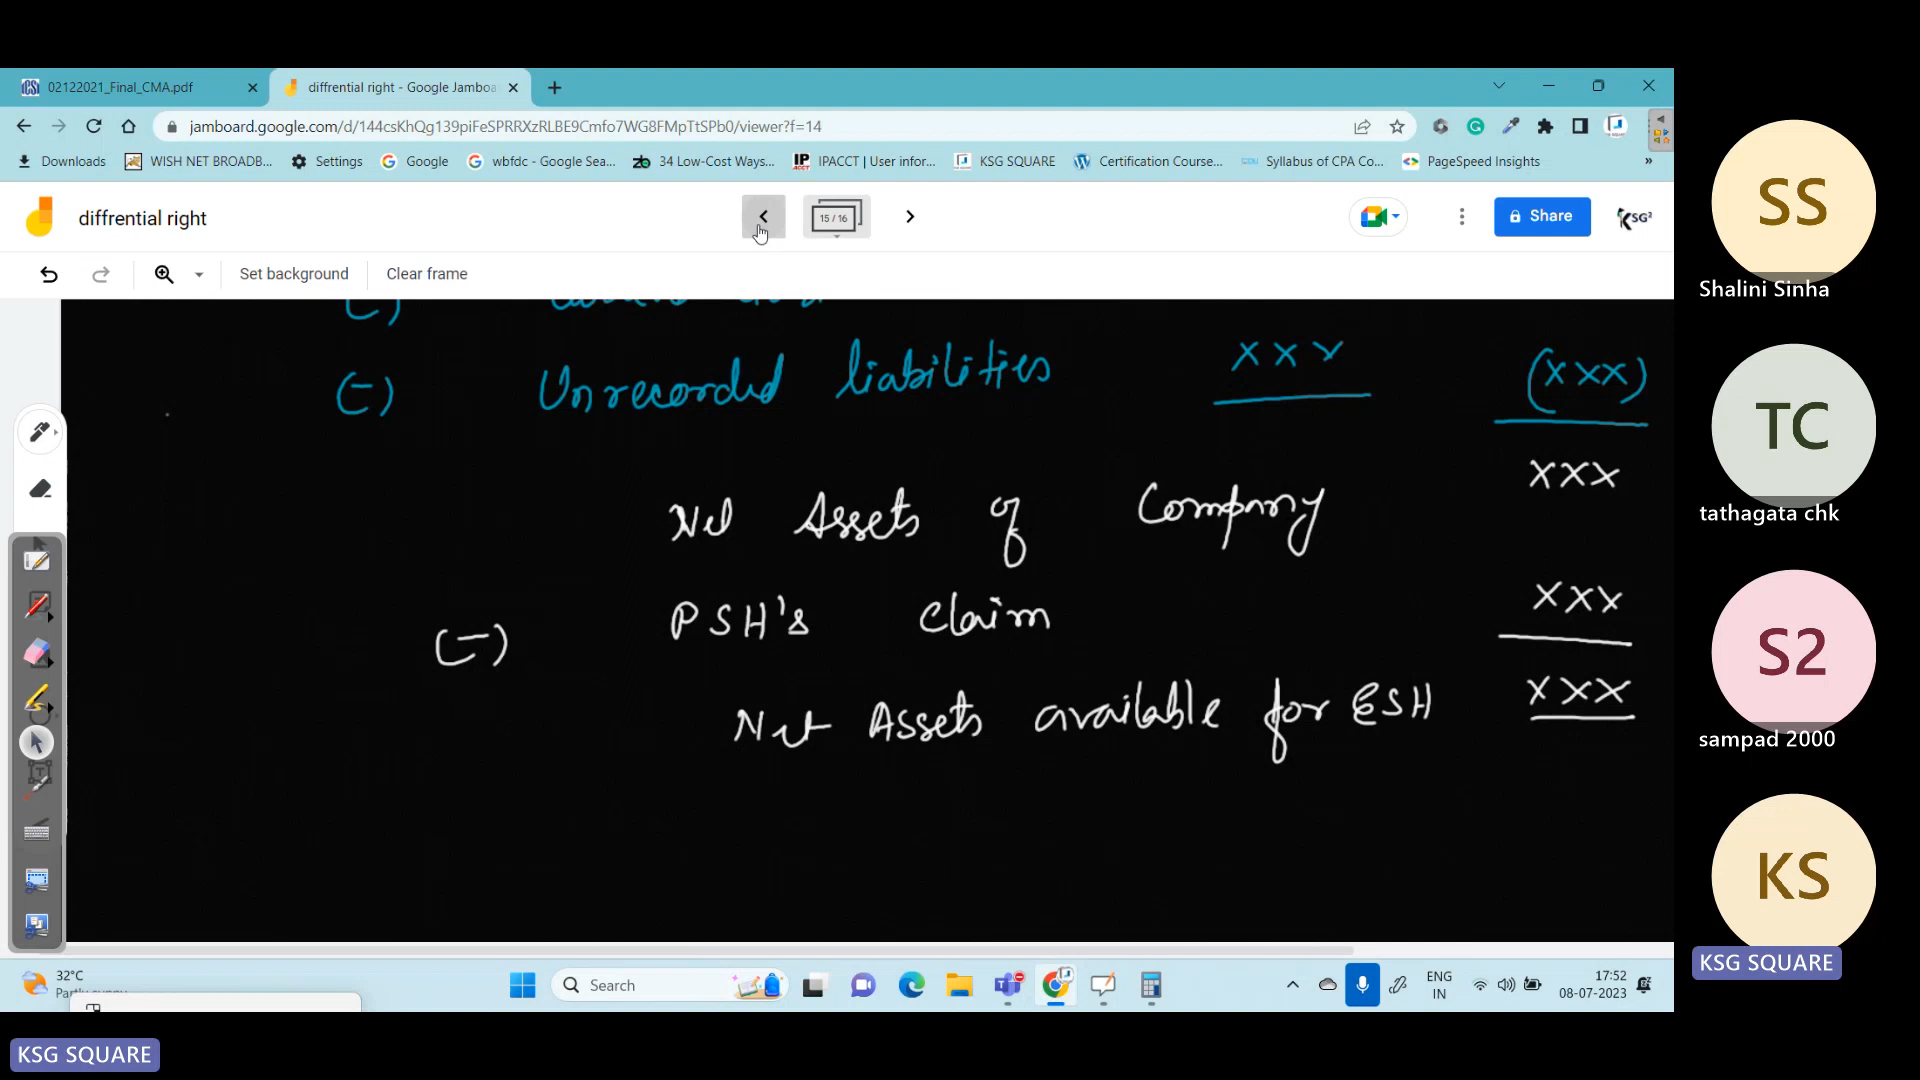 02122021_Final_CMA.pdf
diffrential right - Google Jamboa
jamboard.google.com/d/144csKhQg139piFeSPRRXzRLBE9Cmfo7WG8FMpTtSPb0/viewer?f=14
Downloads WISH NET BROADB... Settings Google wbfdc - Google Sea... 34 Low-Cost Ways... IPACCT | User infor... KSG SQUARE Certification Course... Syllabus of CPA Co... PageSpeed Insights »
diffrential right
15 / 16
Share
KSG²
Set background Clear frame
(-)
(-) Unrecorded liabilities xxx (xxx)
Net Assets of Company xxx
(-) PSH's Claim xxx
Net Assets available for ESH xxx
SS
Shalini Sinha
TC
tathagata chk
S2
sampad 2000
KS
KSG SQUARE
32°C
Search
ENG
IN
17:52
08-07-2023
KSG SQUARE